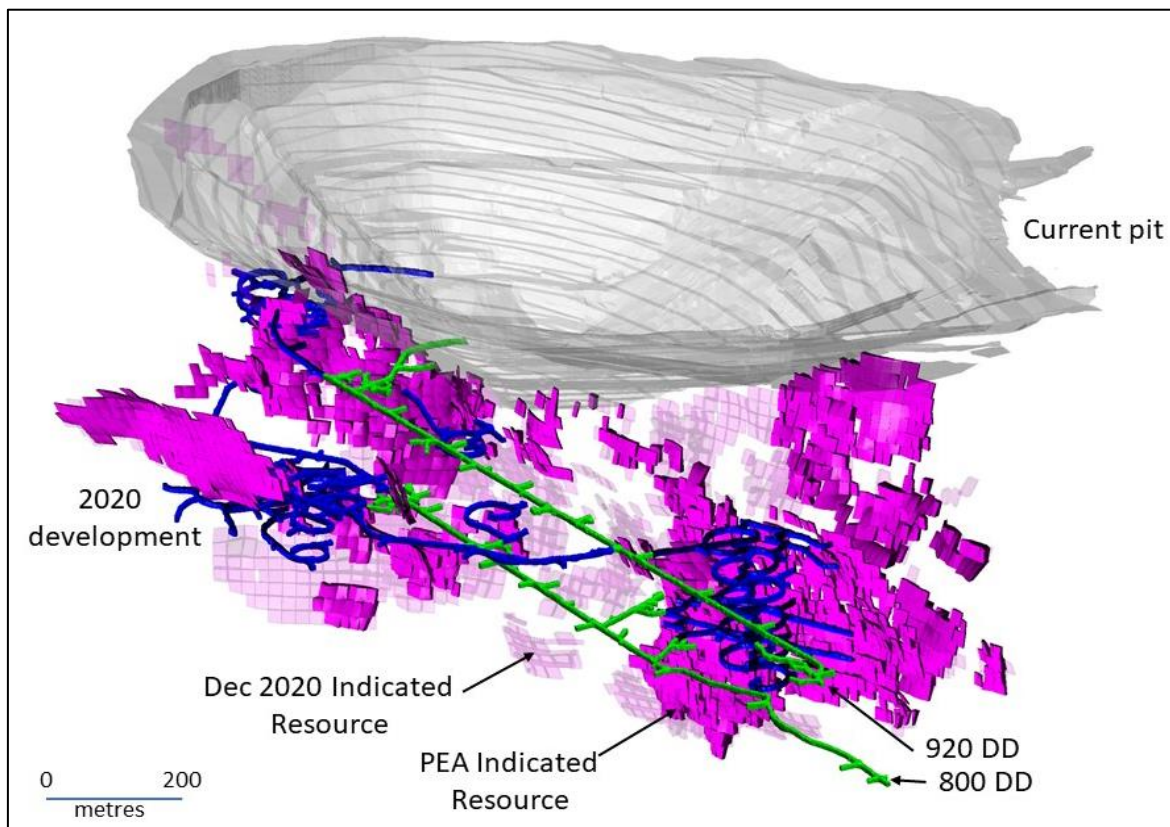 Current pit
2020
development
Dec 2020 Indicated
Resource
PEA Indicated
Resource
920 DD
800 DD
0 200
metres